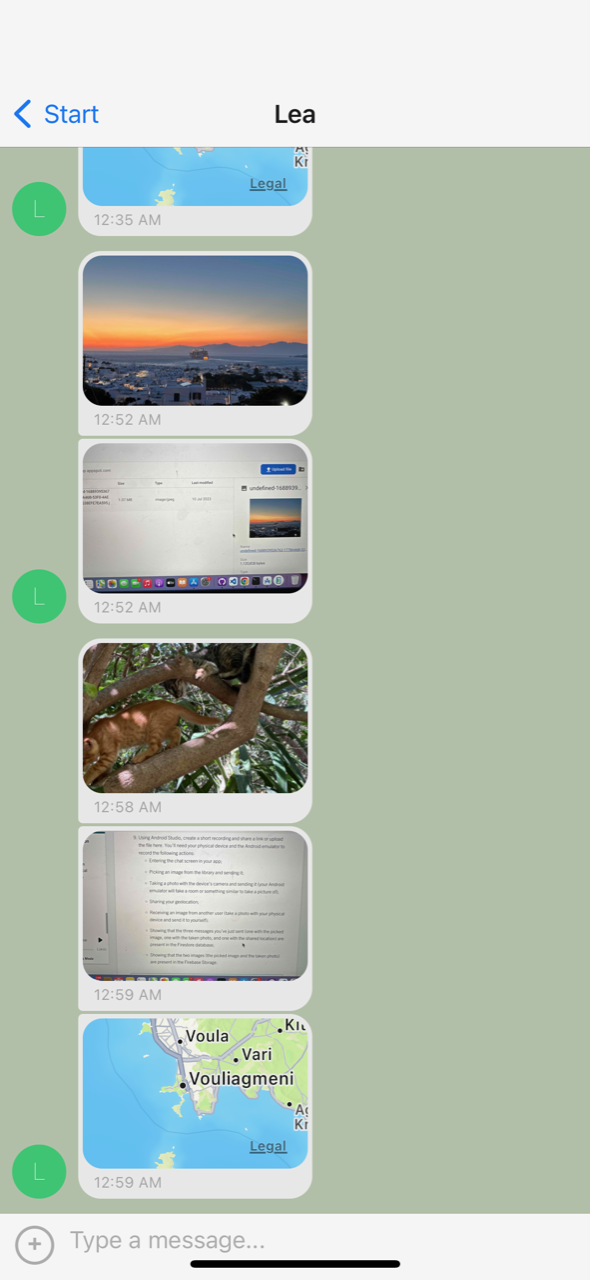 Start
Lea
Legal
12:35 AM
L
12:52 AM
Upload file
Size
Type
Last modified
undefined-1688939...
12:52 AM
L
12:58 AM
Using Android Studio, create a short recording and share a link or upload
the file here. You'll need your physical device and the Android emulator to
record the following actions:
Entering the chat screen in your app.
Picking an image from the library and sending it.
Taking a photo with the device's camera and sending it (your Android
emulator will fake a room or something similar to take a picture of).
Sharing your geolocation.
Receiving an image from another user (take a photo with your physical
device and send it to yourself).
Showing that the three messages you've just sent (one with the picked
image, one with the taken photo, and one with the shared location) are
present in the Firestore database.
Showing that the two images (the picked image and the taken photo)
are present in the Firebase Storage.
12:59 AM
Voula
Vari
Vouliagmeni
Legal
12:59 AM
L
Type a message...